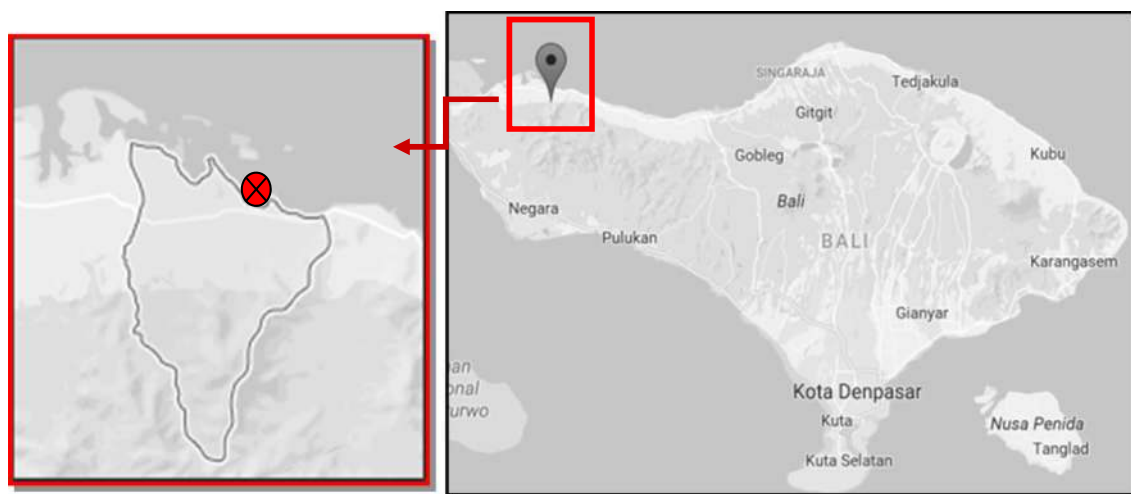 SINGARAJA
Tedjakula
Gitgit
Gobleg
Kubu
Negara
Bali
Pulukan
BALI
Karangasem
Gianyar
Kota Denpasar
Kuta
Nusa Penida
Tanglad
Kuta Selatan